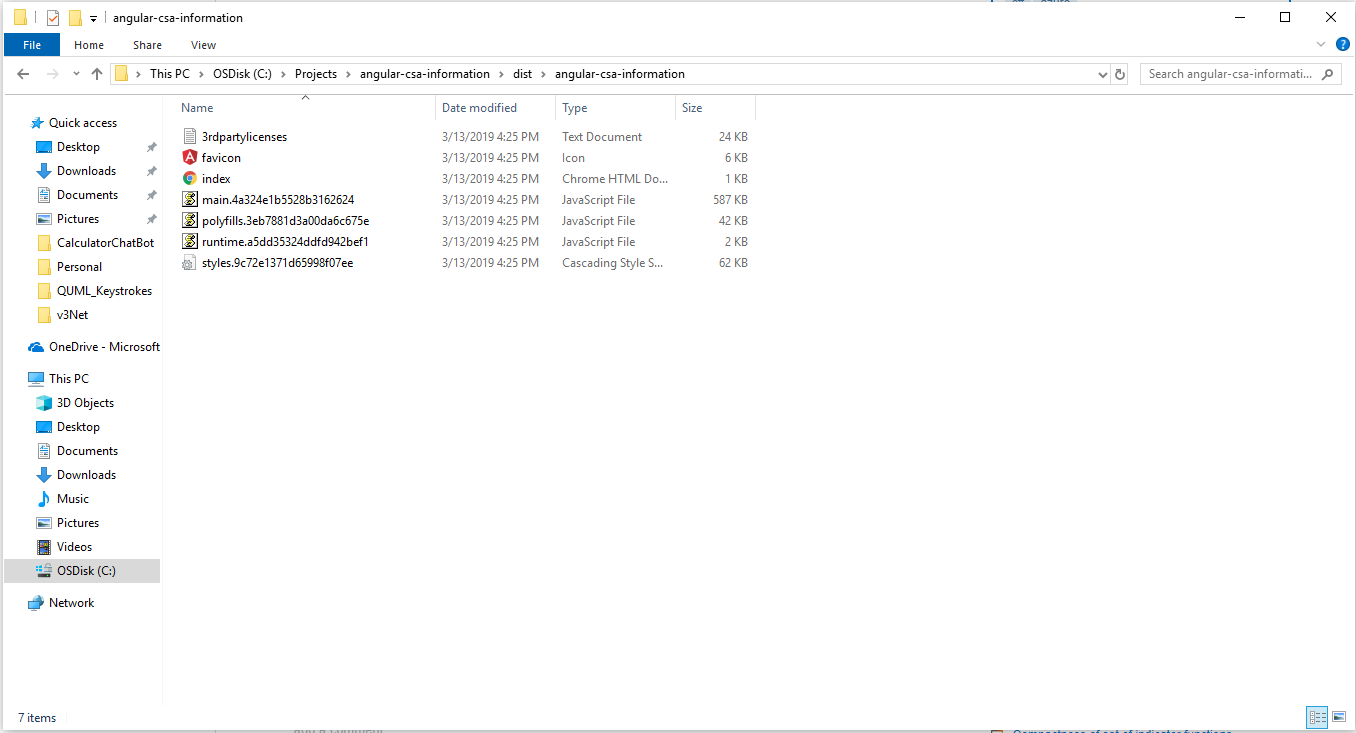 angular-csa-information
File Home Share View
This PC OSDisk (C:) Projects angular-csa-information dist angular-csa-information
Search angular-csa-informati...
Name Date modified Type Size
3rdpartylicenses 3/13/2019 4:25 PM Text Document 24 KB
favicon 3/13/2019 4:25 PM Icon 6 KB
index 3/13/2019 4:25 PM Chrome HTML Do... 1 KB
main.4a324e1b5528b3162624 3/13/2019 4:25 PM JavaScript File 587 KB
polyfills.3eb7881d3a00da6c675e 3/13/2019 4:25 PM JavaScript File 42 KB
runtime.a5dd35324ddfd942bef1 3/13/2019 4:25 PM JavaScript File 2 KB
styles.9c72e1371d65998f07ee 3/13/2019 4:25 PM Cascading Style S... 62 KB
Quick access
Desktop
Downloads
Documents
Pictures
CalculatorChatBot
Personal
QUML_Keystrokes
v3Net
OneDrive - Microsoft
This PC
3D Objects
Desktop
Documents
Downloads
Music
Pictures
Videos
OSDisk (C:)
Network
7 items